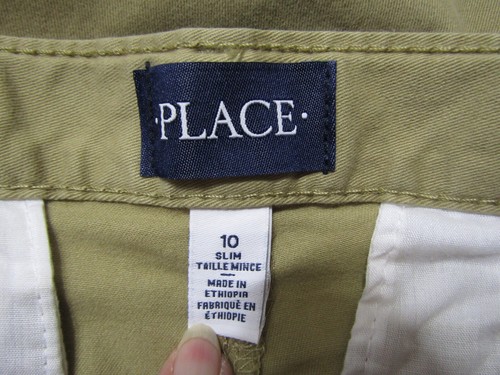 ·PLACE·
10
SLIM
TAILLE MINCE
MADE IN
ETHIOPIA
FABRIQUÉ EN
ÉTHIOPIE